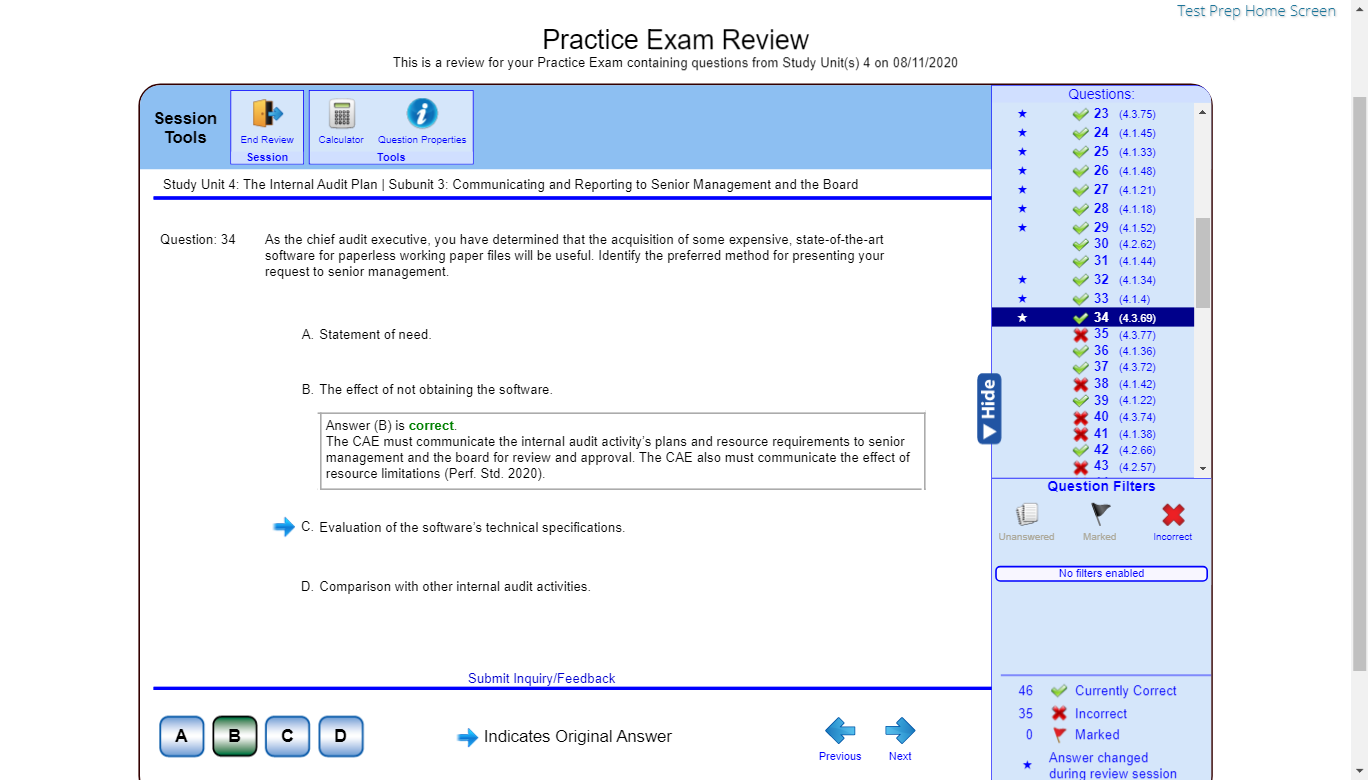 Test Prep Home Screen
Practice Exam Review
This is a review for your Practice Exam containing questions from Study Unit(s) 4 on 08/11/2020
Session
Tools
End Review
Session
Calculator
Question Properties
Tools
Study Unit 4: The Internal Audit Plan | Subunit 3: Communicating and Reporting to Senior Management and the Board
Question: 34
As the chief audit executive, you have determined that the acquisition of some expensive, state-of-the-art
software for paperless working paper files will be useful. Identify the preferred method for presenting your
request to senior management.
A. Statement of need.
B. The effect of not obtaining the software.
Answer (B) is correct.
The CAE must communicate the internal audit activity's plans and resource requirements to senior
management and the board for review and approval. The CAE also must communicate the effect of
resource limitations (Perf. Std. 2020).
C. Evaluation of the software's technical specifications.
D. Comparison with other internal audit activities.
Submit Inquiry/Feedback
A
B
C
D
Indicates Original Answer
Previous
Next
Questions:
23 (4.3.75)
24 (4.1.45)
25 (4.1.33)
26 (4.1.48)
27 (4.1.21)
28 (4.1.18)
29 (4.1.52)
30 (4.2.62)
31 (4.1.44)
32 (4.1.34)
33 (4.1.4)
34 (4.3.69)
35 (4.3.77)
36 (4.1.36)
37 (4.3.72)
38 (4.1.42)
39 (4.1.22)
40 (4.3.74)
41 (4.1.38)
42 (4.2.66)
43 (4.2.57)
Hide
Question Filters
Unanswered
Marked
Incorrect
No filters enabled
46 Currently Correct
35 Incorrect
0 Marked
Answer changed
during review session